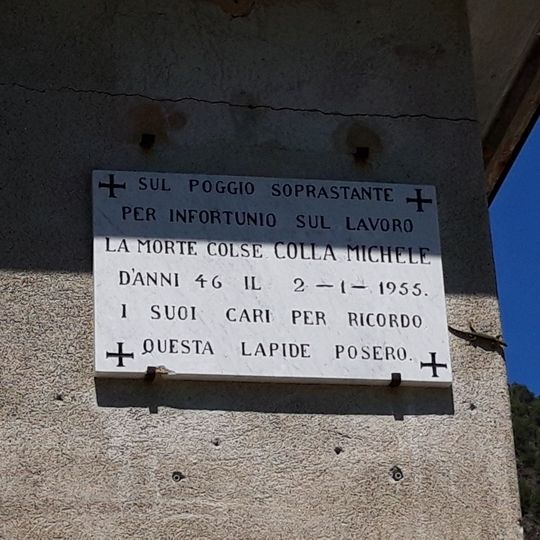 SUL POGGIO SOPRASTANTE
PER INFORTUNIO SUL LAVORO
LA MORTE COLSE COLLA MICHELE
D'ANNI 46 IL 2-1-1955.
I SUOI CARI PER RICORDO
QUESTA LAPIDE POSERO.